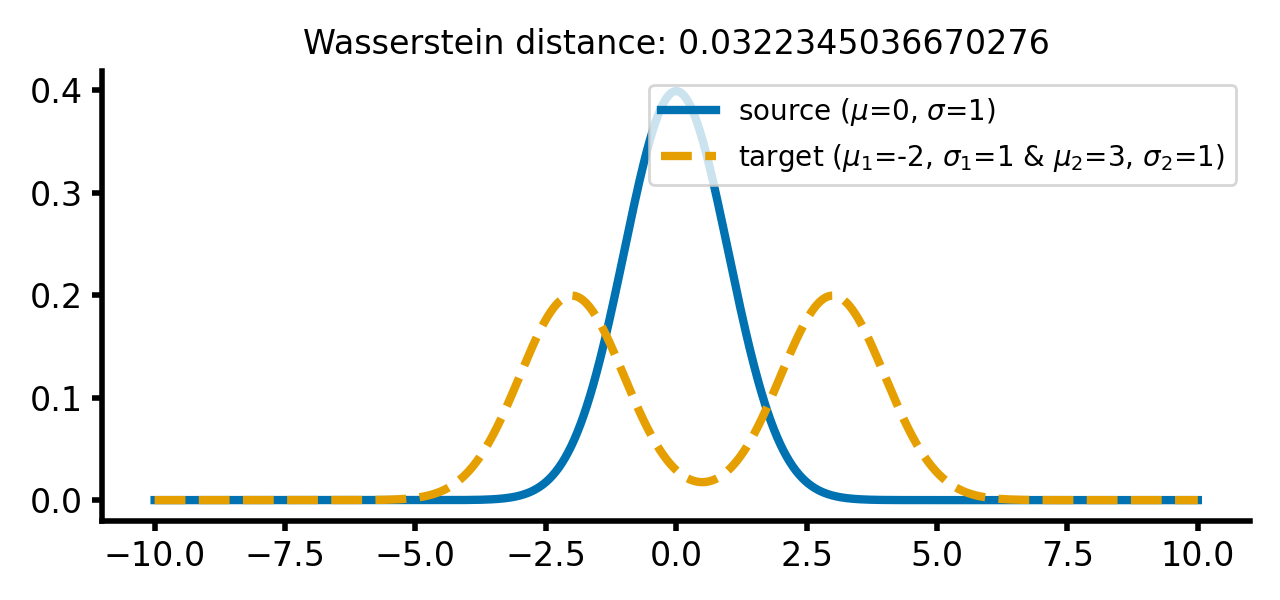 Wasserstein distance: 0.0322345036670276
0.4
0.3
0.2
0.1
0.0
source (μ=0, σ=1)
target (μ₁=-2, σ₁=1 & μ₂=3, σ₂=1)
−10.0 −7.5 −5.0 −2.5 0.0 2.5 5.0 7.5 10.0